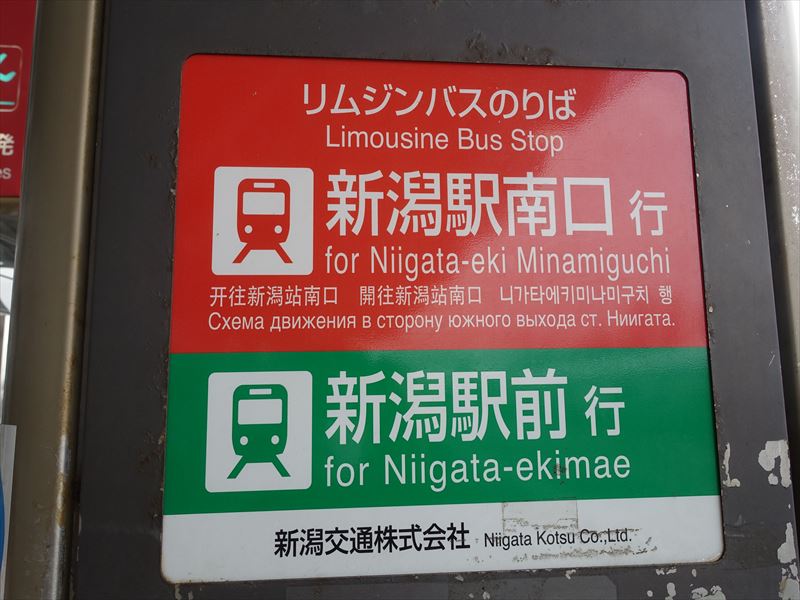 発
es
リムジンバスのりば
Limousine Bus Stop
新潟駅南口 行
for Niigata-eki Minamiguchi
开往新潟站南口 開往新潟站南口 니가타에키미나미구치 행
Схема движения в сторону южного выхода ст. Ниигата.
新潟駅前 行
for Niigata-ekimae
新潟交通株式会社 Niigata Kotsu Co.,Ltd.